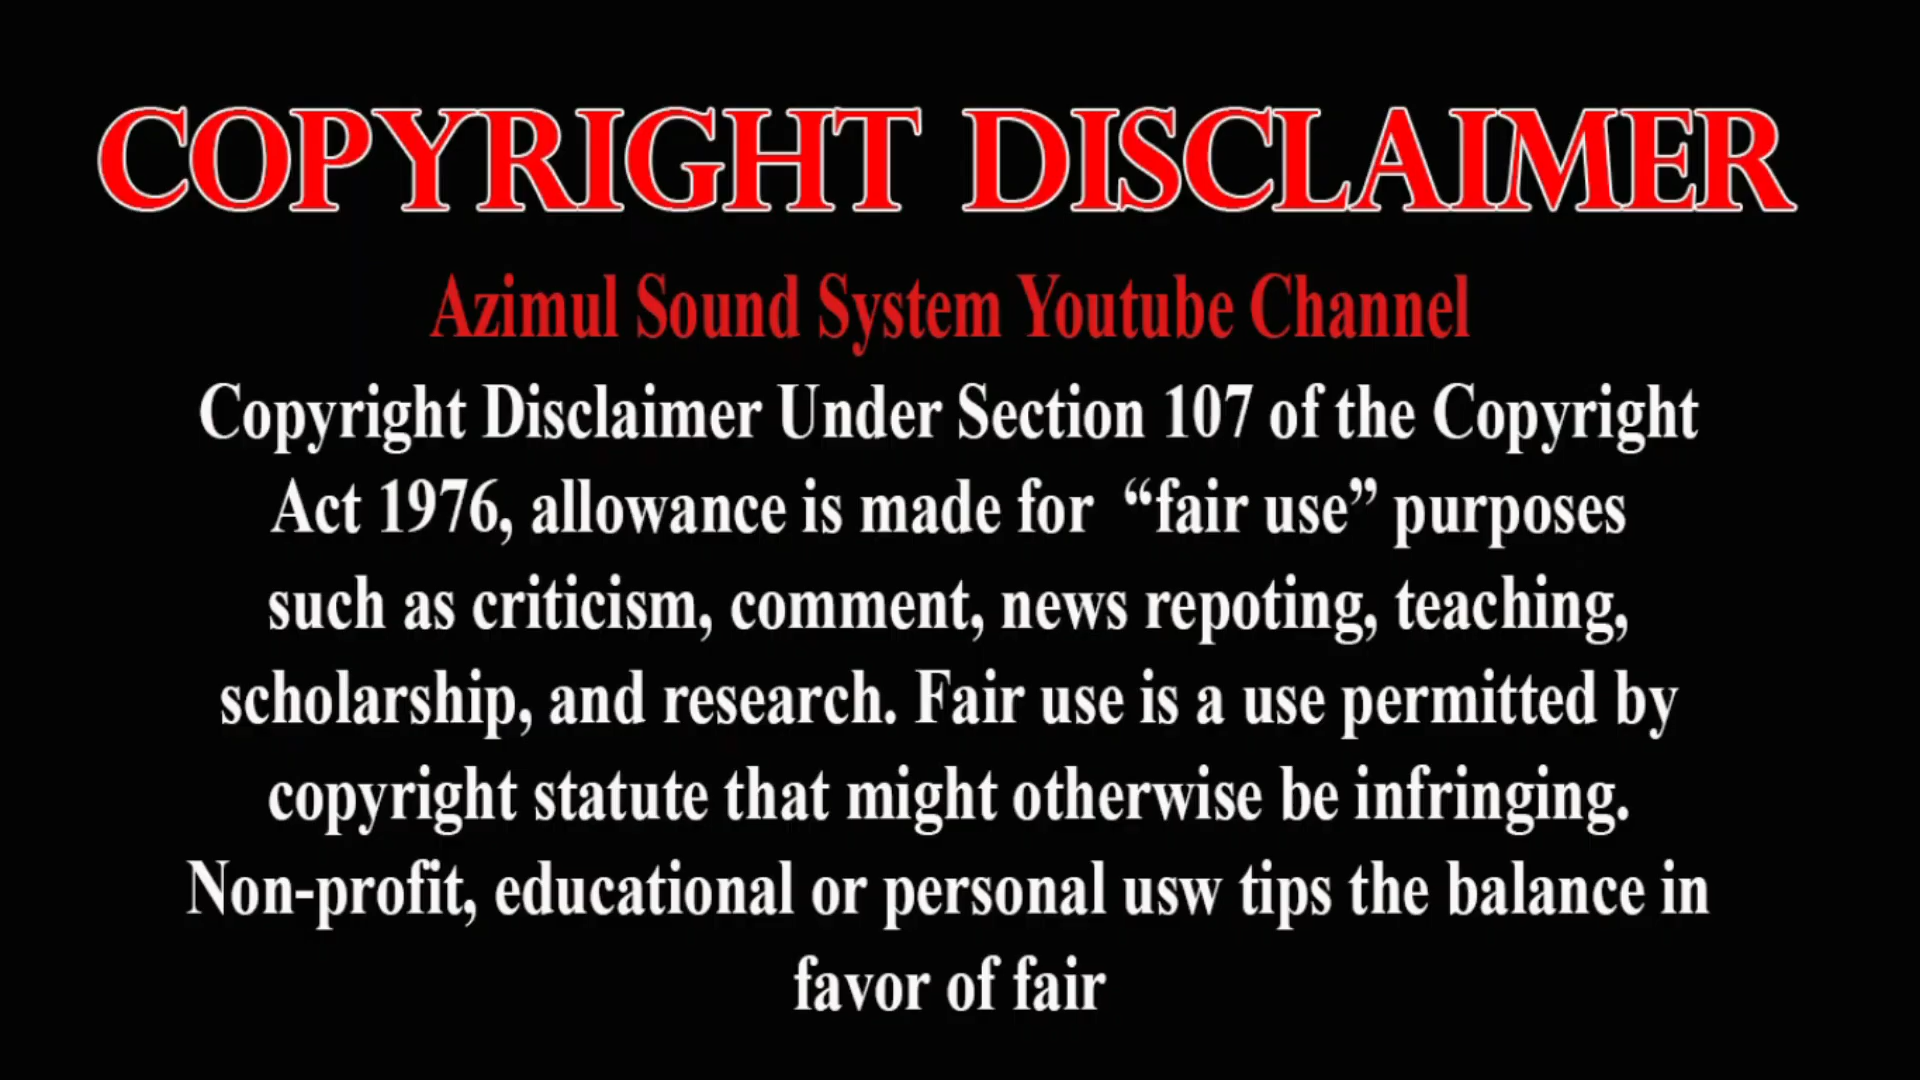 COPYRIGHT DISCLAIMER
Azimul Sound System Youtube Channel
Copyright Disclaimer Under Section 107 of the Copyright
Act 1976, allowance is made for “fair use” purposes
such as criticism, comment, news repoting, teaching,
scholarship, and research. Fair use is a use permitted by
copyright statute that might otherwise be infringing.
Non-profit, educational or personal usw tips the balance in
favor of fair